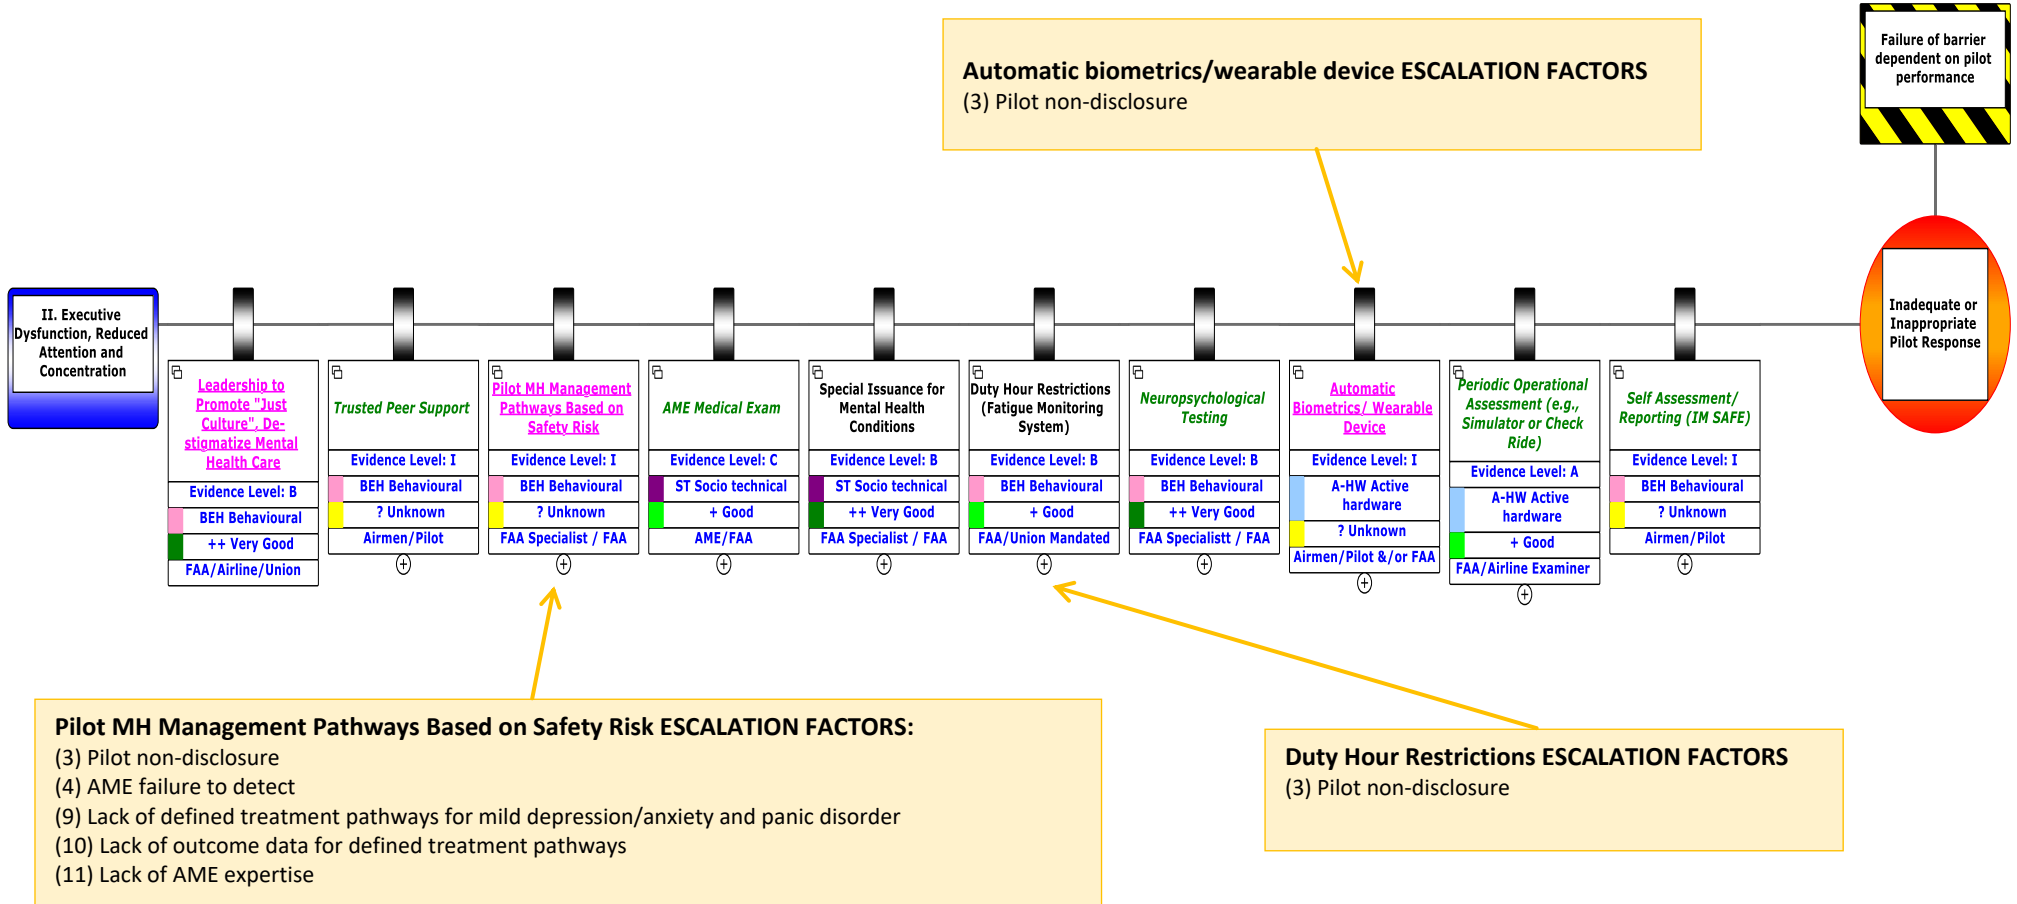 Automatic biometrics/wearable device ESCALATION FACTORS
(3) Pilot non-disclosure
Failure of barrier
dependent on pilot
performance
II. Executive
Dysfunction, Reduced
Attention and
Concentration
Leadership to
Promote "Just
Culture", De-
stigmatize Mental
Health Care
Evidence Level: B
BEH Behavioural
++ Very Good
FAA/Airline/Union
Trusted Peer Support
Evidence Level: I
BEH Behavioural
? Unknown
Airmen/Pilot
+
Pilot MH Management
Pathways Based on
Safety Risk
Evidence Level: I
BEH Behavioural
? Unknown
FAA Specialist / FAA
+
AME Medical Exam
Evidence Level: C
ST Socio technical
+ Good
AME/FAA
+
Special Issuance for
Mental Health
Conditions
Evidence Level: B
ST Socio technical
++ Very Good
FAA Specialist / FAA
+
Duty Hour Restrictions
(Fatigue Monitoring
System)
Evidence Level: B
BEH Behavioural
+ Good
FAA/Union Mandated
+
Neuropsychological
Testing
Evidence Level: B
BEH Behavioural
++ Very Good
FAA Specialistt / FAA
+
Automatic
Biometrics/ Wearable
Device
Evidence Level: I
A-HW Active
hardware
? Unknown
Airmen/Pilot &/or FAA
+
Periodic Operational
Assessment (e.g.,
Simulator or Check
Ride)
Evidence Level: A
A-HW Active
hardware
+ Good
FAA/Airline Examiner
+
Self Assessment/
Reporting (IM SAFE)
Evidence Level: I
BEH Behavioural
? Unknown
Airmen/Pilot
+
Inadequate or
Inappropriate
Pilot Response
Pilot MH Management Pathways Based on Safety Risk ESCALATION FACTORS:
(3) Pilot non-disclosure
(4) AME failure to detect
(9) Lack of defined treatment pathways for mild depression/anxiety and panic disorder
(10) Lack of outcome data for defined treatment pathways
(11) Lack of AME expertise
Duty Hour Restrictions ESCALATION FACTORS
(3) Pilot non-disclosure